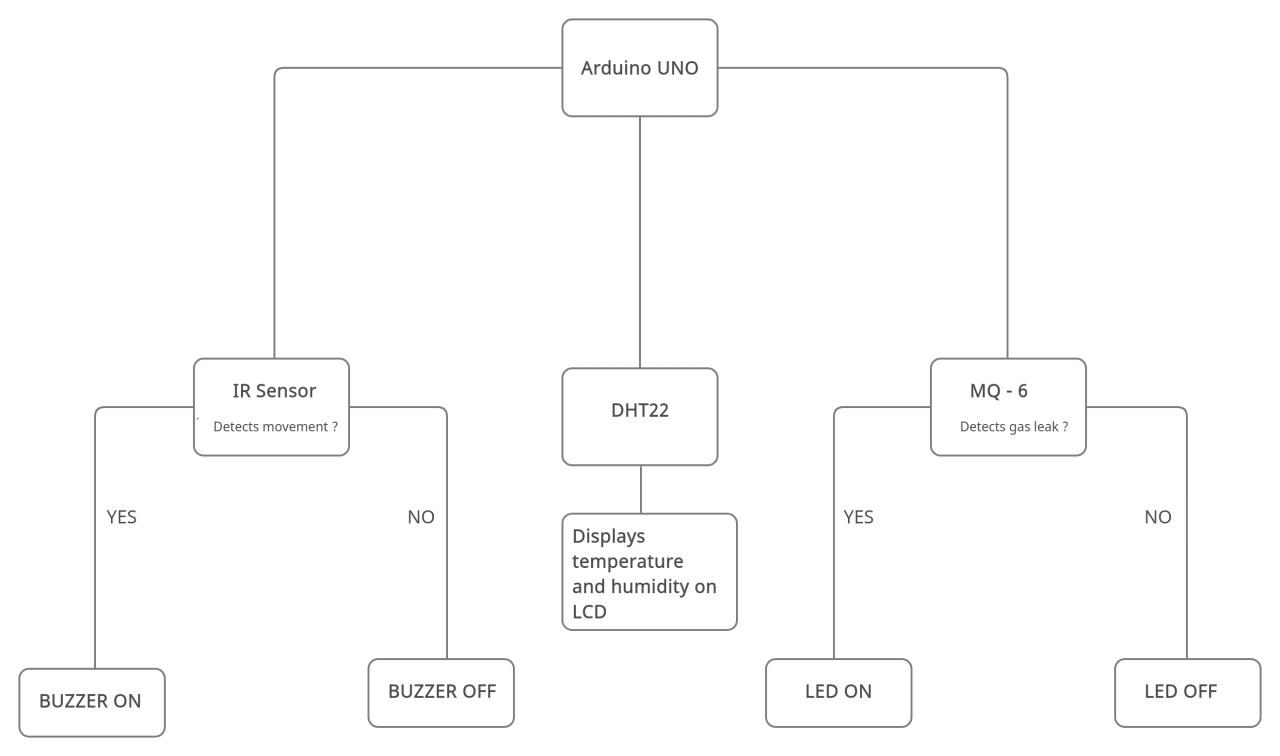 Arduino UNO
IR Sensor
Detects movement ?
DHT22
MQ - 6
Detects gas leak ?
YES
NO
YES
NO
Displays
temperature
and humidity on
LCD
BUZZER ON
BUZZER OFF
LED ON
LED OFF